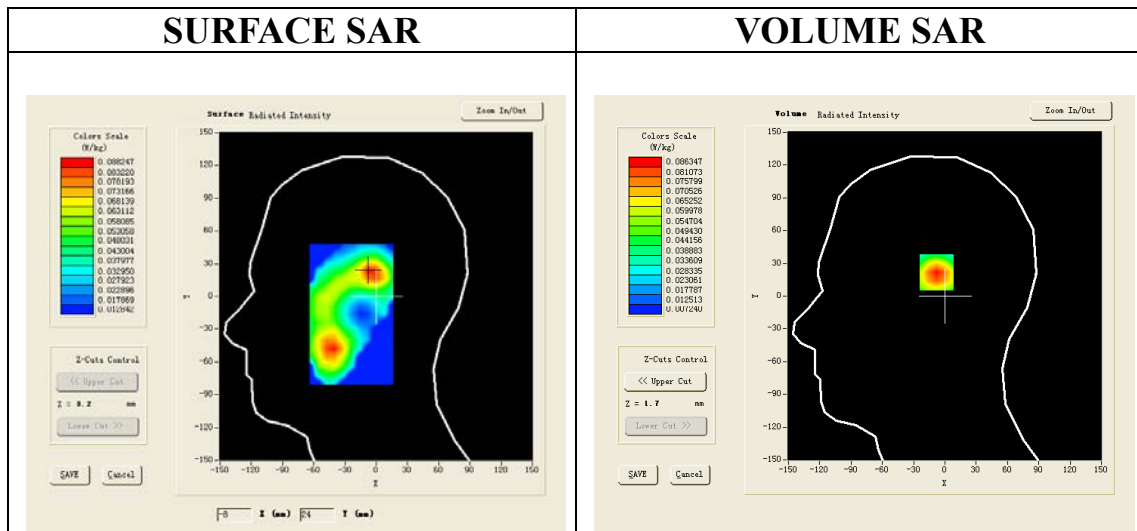 SURFACE SAR
VOLUME SAR
Surface Radiated Intensity
Zoom In/Out
Colors Scale
(W/kg)
0.088247
0.083220
0.078193
0.073166
0.068139
0.063112
0.058085
0.053058
0.048031
0.043004
0.037977
0.032950
0.027923
0.022896
0.017869
0.012842
150
120
90
60
30
0
-30
-60
-90
-120
-150
Y
-150 -120 -90 -60 -30 0 30 60 90 120 150
X
Z-Cuts Control
<< Upper Cut
Z = 3.2 mm
Lower Cut >>
SAVE Cancel
-8 X (mm) 24 Y (mm)
Volume Radiated Intensity
Zoom In/Out
Colors Scale
(W/kg)
0.086347
0.081073
0.075799
0.070526
0.065252
0.059978
0.054704
0.049430
0.044156
0.038883
0.033609
0.028335
0.023061
0.017787
0.012513
0.007240
150
120
90
60
30
0
-30
-60
-90
-120
-150
Y
-150 -120 -90 -60 -30 0 30 60 90 120 150
X
Z-Cuts Control
<< Upper Cut
Z = 1.7 mm
Lower Cut >>
SAVE Cancel